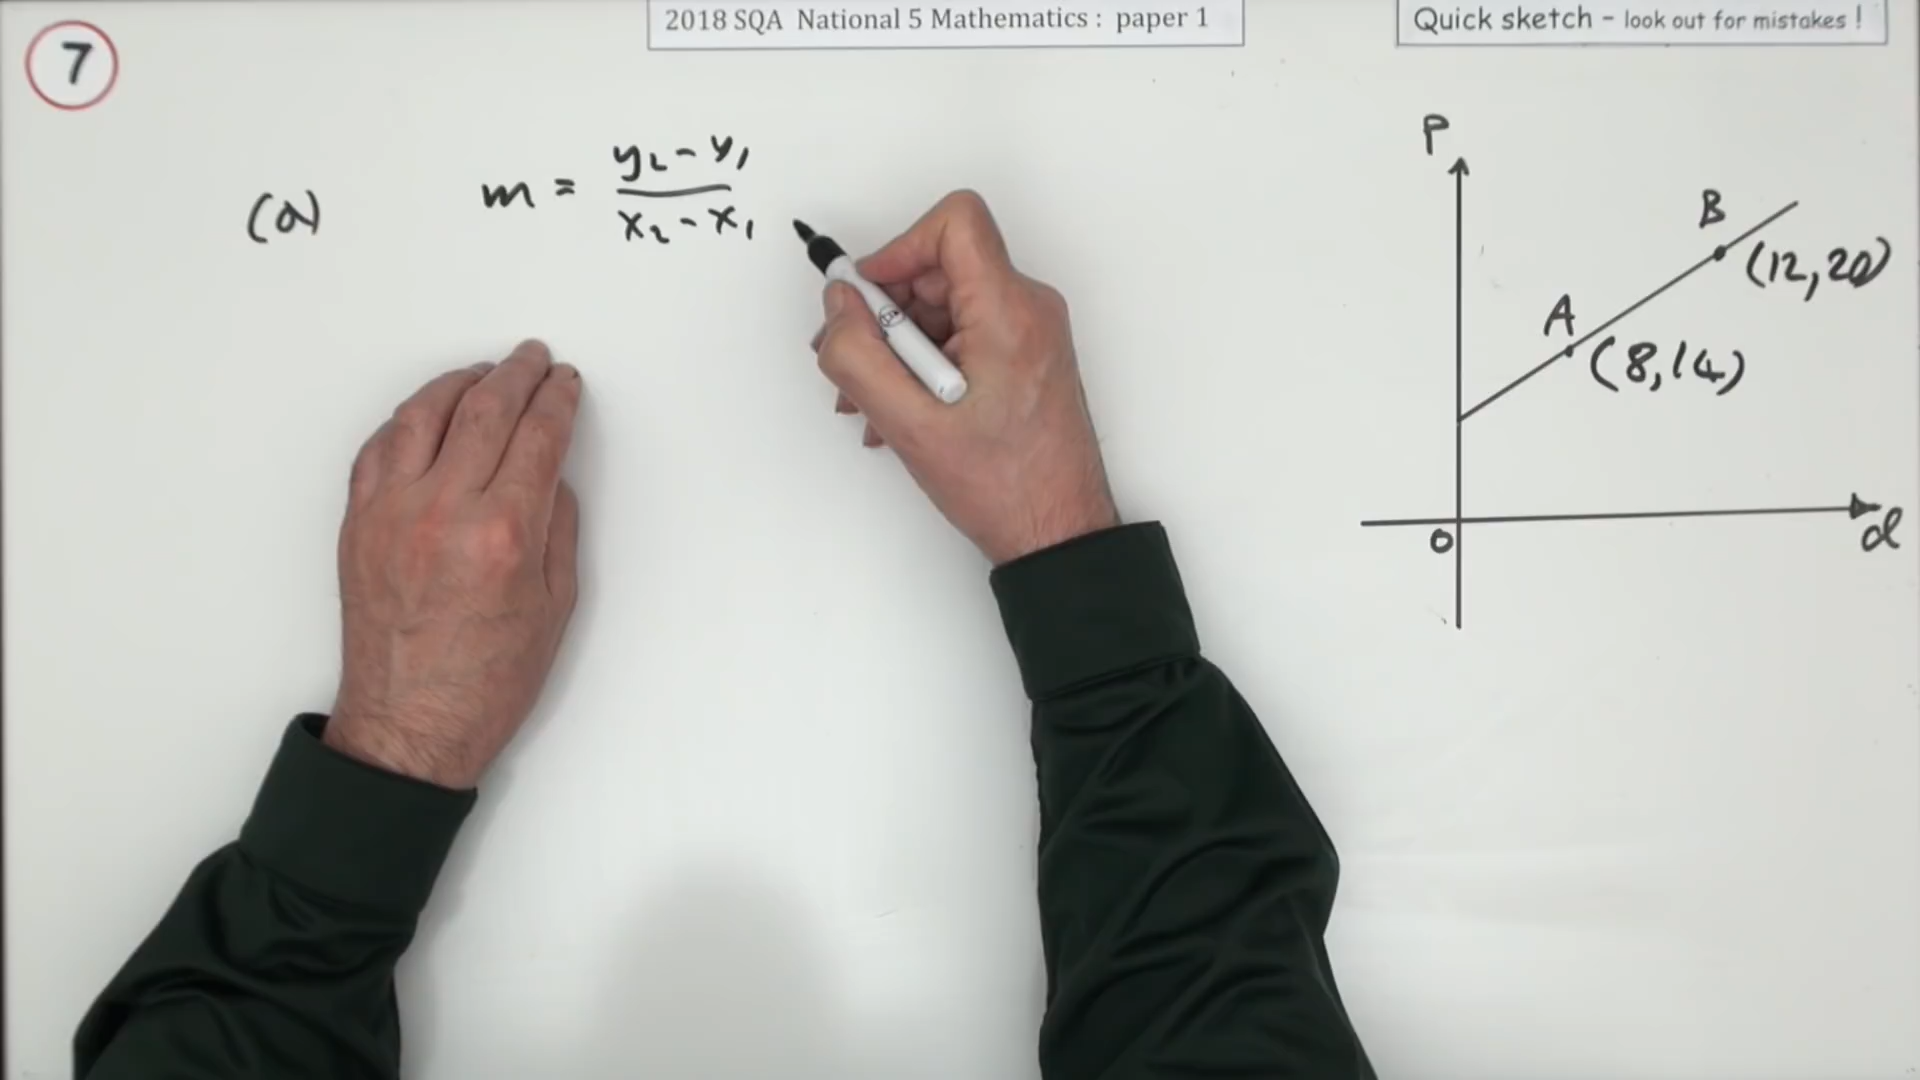 7
2018 SQA National 5 Mathematics : paper 1
Quick sketch - look out for mistakes !
(a)
m = y₂ - y₁
x₂ - x₁
P
B
(12,20)
A
(8,14)
0
d